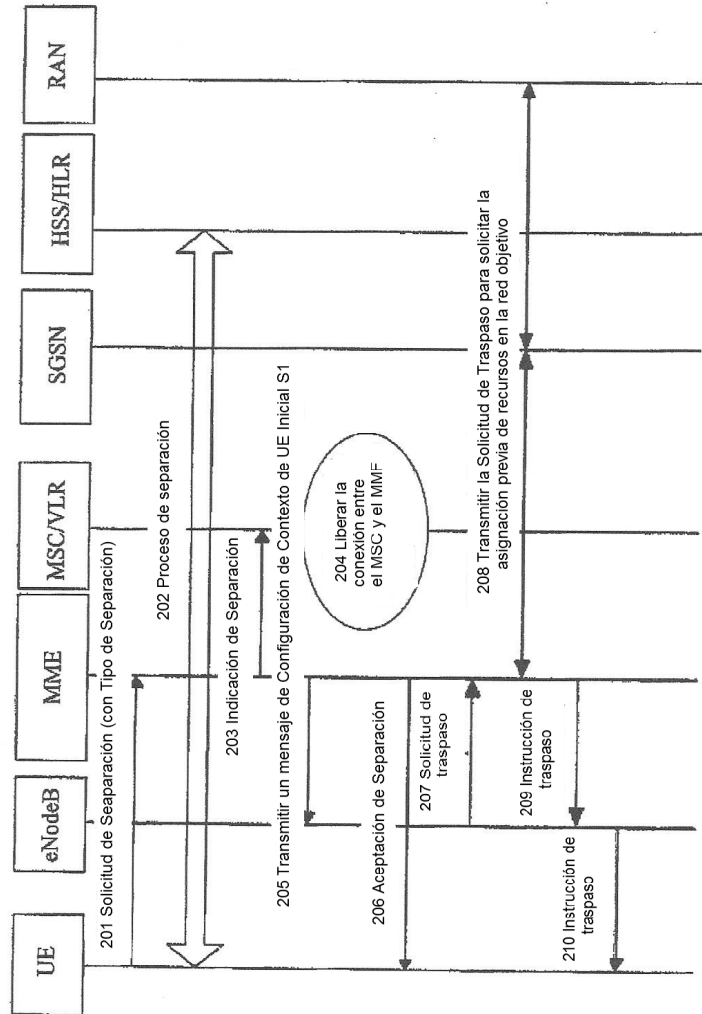 UE
eNodeB
MME
MSC/VLR
SGSN
HSS/HLR
RAN
201 Solicitud de Seaparación (con Tipo de Separación)
202 Proceso de separación
203 Indicación de Separación
204 Liberar la
conexión entre
el MSC y el MMF
205 Transmitir un mensaje de Configuración de Contexto de UE Inicial S1
206 Aceptación de Separación
207 Solicitud de
traspaso
208 Transmitir la Solicitud de Traspaso para solicitar la
asignación previa de recursos en la red objetivo
209 Instrucción de
traspaso
210 Instrucción de
traspaso